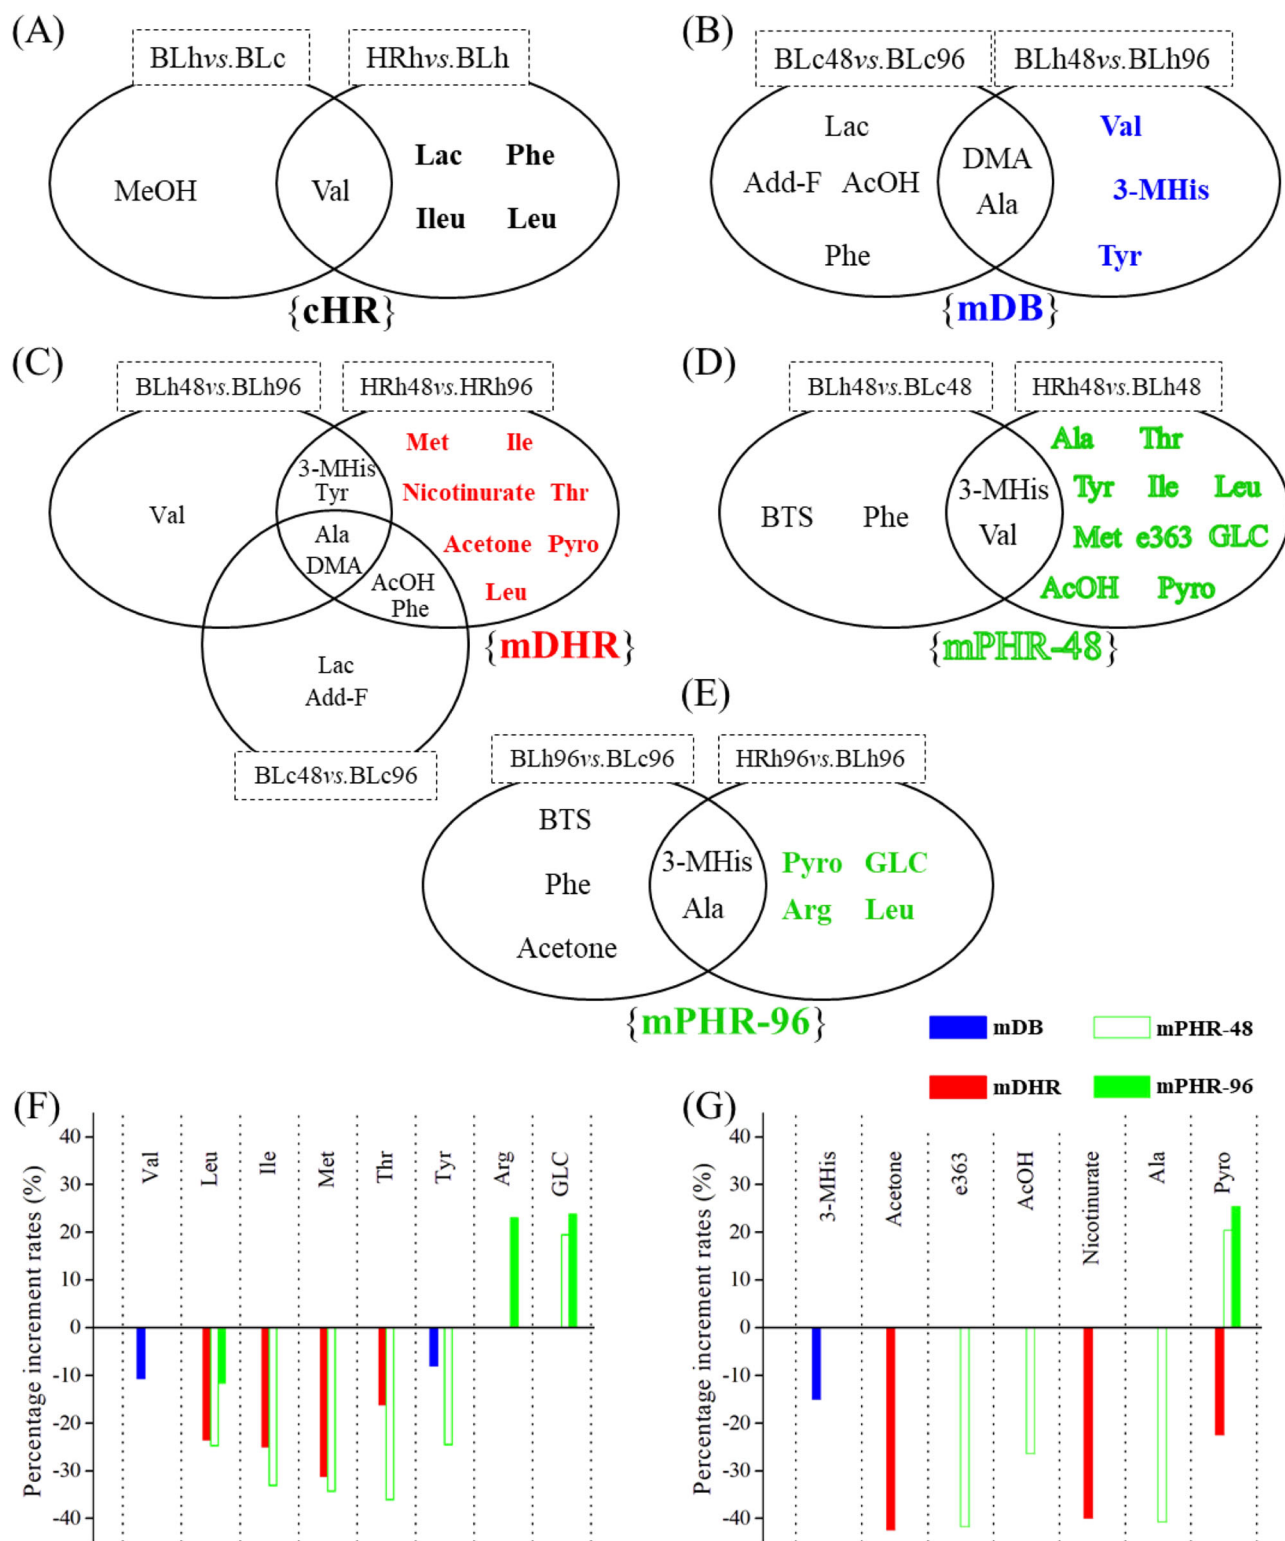 (A)
BLhvs.BLc
HRhvs.BLh
MeOH
Val
Lac Phe
Ileu Leu
{cHR}
(B)
BLc48vs.BLc96
BLh48vs.BLh96
Lac
Add-F AcOH
Phe
DMA
Ala
Val
3-MHis
Tyr
{mDB}
(C)
BLh48vs.BLh96
HRh48vs.HRh96
Val
3-MHis
Tyr
Ala
DMA
AcOH
Phe
Met Ile
Nicotinurate Thr
Acetone Pyro
Leu
{mDHR}
Lac
Add-F
BLc48vs.BLc96
(D)
BLh48vs.BLc48
HRh48vs.BLh48
BTS Phe
3-MHis
Val
Ala Thr
Tyr Ile Leu
Met e363 GLC
AcOH Pyro
{mPHR-48}
(E)
BLh96vs.BLc96
HRh96vs.BLh96
BTS
Phe
Acetone
3-MHis
Ala
Pyro GLC
Arg Leu
{mPHR-96}
mDB
mPHR-48
mDHR
mPHR-96
(F)
Percentage increment rates (%)
40
30
20
10
0
-10
-20
-30
-40
Val
Leu
Ile
Met
Thr
Tyr
Arg
GLC
(G)
Percentage increment rates (%)
40
30
20
10
0
-10
-20
-30
-40
3-MHis
Acetone
e363
AcOH
Nicotinurate
Ala
Pyro